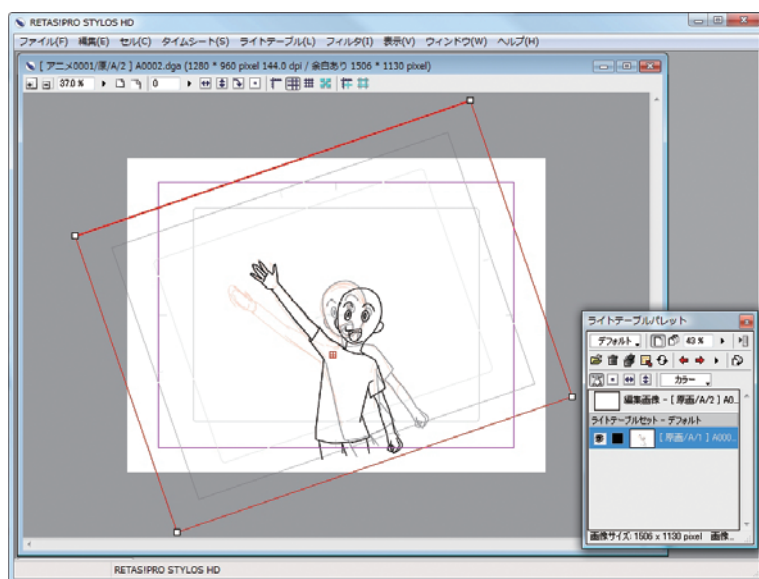 RETAS!PRO STYLOS HD
ファイル(F) 編集(E) セル(C) タイムシート(S) ライトテーブル(L) フィルタ(I) 表示(V) ウィンドウ(W) ヘルプ(H)
[ アニメ0001/原/A/2 ] A0002.dga (1280 * 960 pixel 144.0 dpi / 余白あり 1506 * 1130 pixel)
37.0 % 0
ライトテーブルパレット
デフォルト 43 %
カラー
編集画像 - [ 原画/A/2 ] A0...
ライトテーブルセット - デフォルト
[ 原画/A/1 ] A000...
画像サイズ: 1506 x 1130 pixel 画像...
RETAS!PRO STYLOS HD